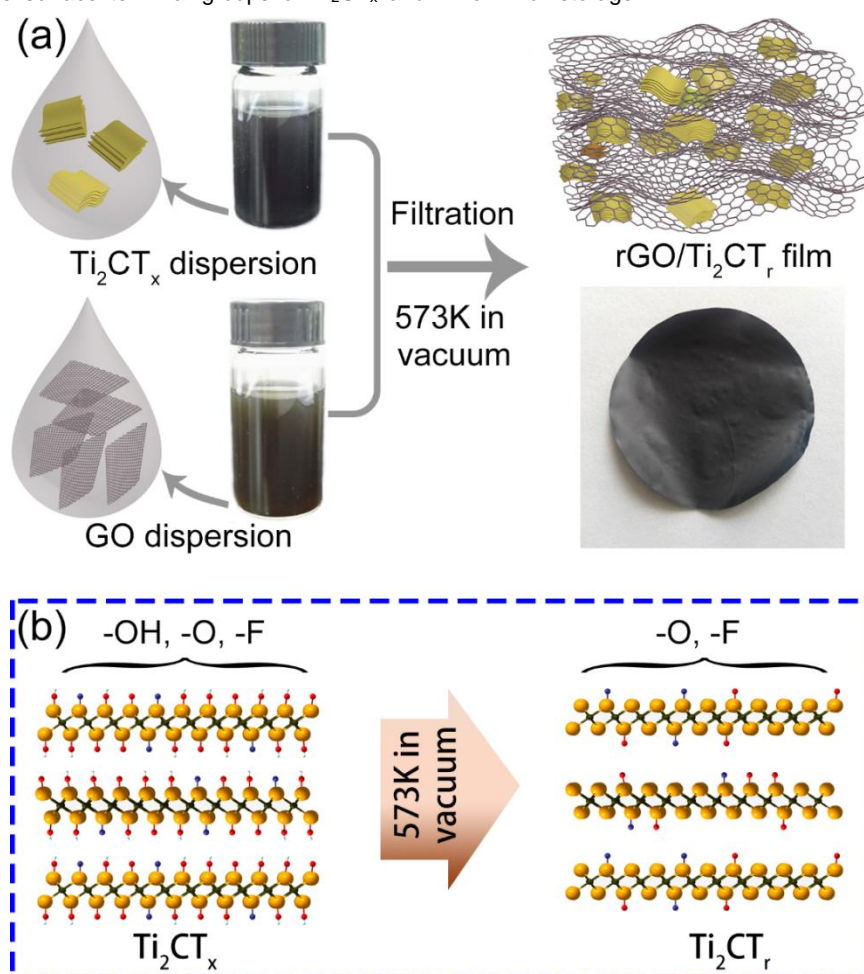 (a)
Ti₂CTₓ dispersion
GO dispersion
Filtration
573K in
vacuum
rGO/Ti₂CTᵣ film
(b)
-OH, -O, -F
-O, -F
573K in
vacuum
Ti₂CTₓ
Ti₂CTᵣ